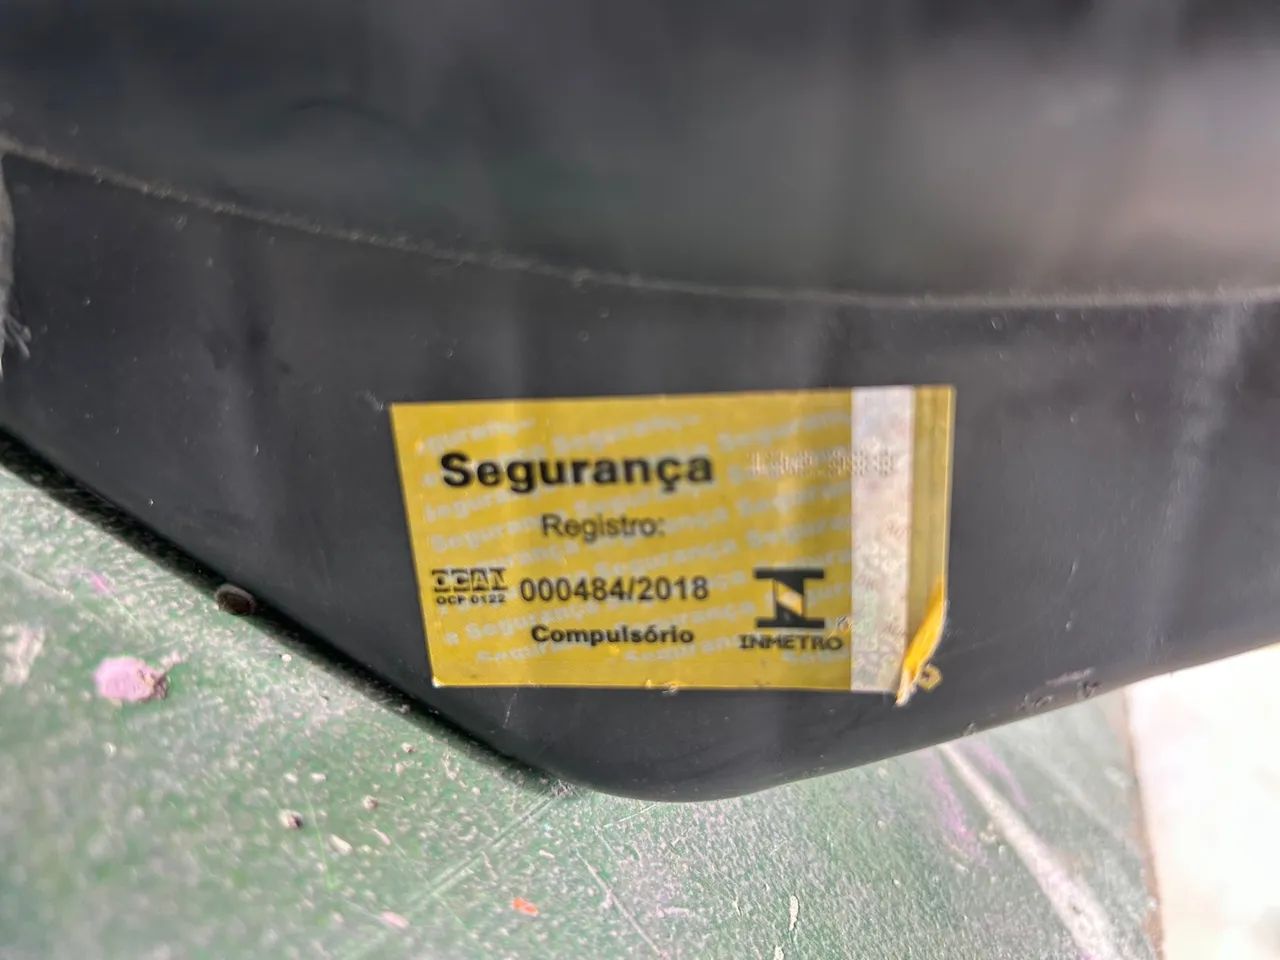 Segurança
Registro:
OCP 0122
000484/2018
Compulsório
INMETRO